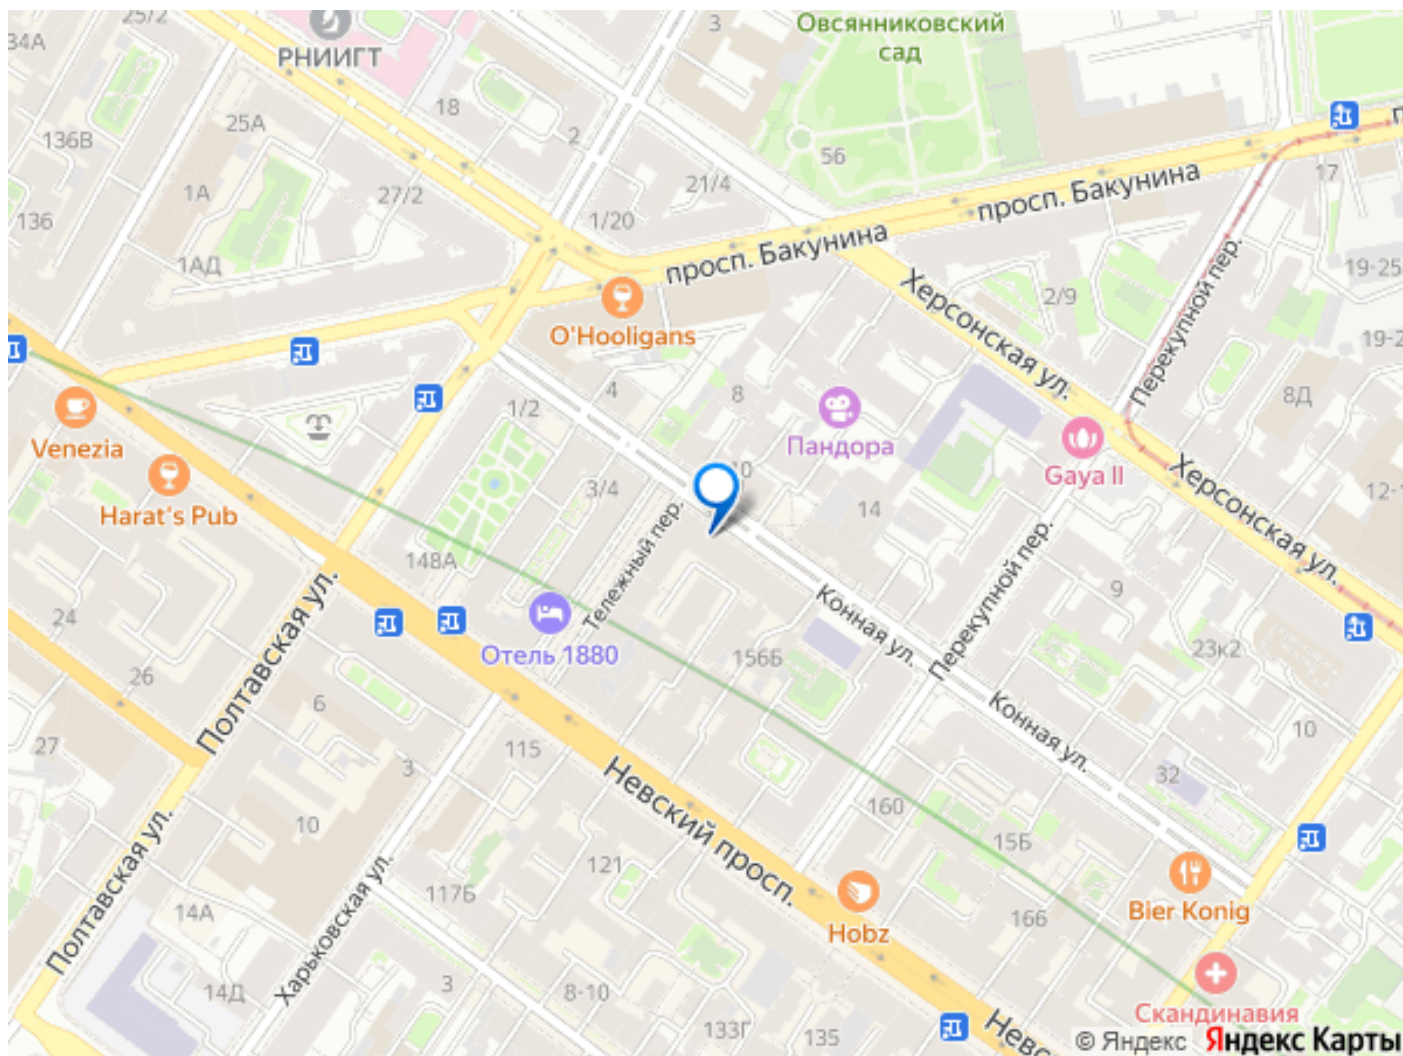 25/2
34А
РНИИГТ
3
Овсянниковский
сад
18
2
136В
25А
56
1А
27/2
21/4
17
136
1/20
просп. Бакунина
просп. Бакунина
1АД
Херсонская ул.
2/9
19-25
Перекупной пер.
O'Hooligans
19-2
4
8
8Д
1/2
Venezia
Пандора
Gaya II
Херсонская ул.
10
3/4
12-1
Harat's Pub
14
148А
Тележный пер.
Полтавская ул.
Перекупной пер.
9
24
Конная ул.
Отель 1880
156Б
23к2
26
6
Конная ул.
10
27
115
3
32
Невский просп.
160
10
15Б
121
117Б
Полтавская ул.
Харьковская ул.
14А
Hobz
166
Bier Konig
3
14Д
8-10
Скандинавия
133Г
135
Невс
© Яндекс Яндекс Карты